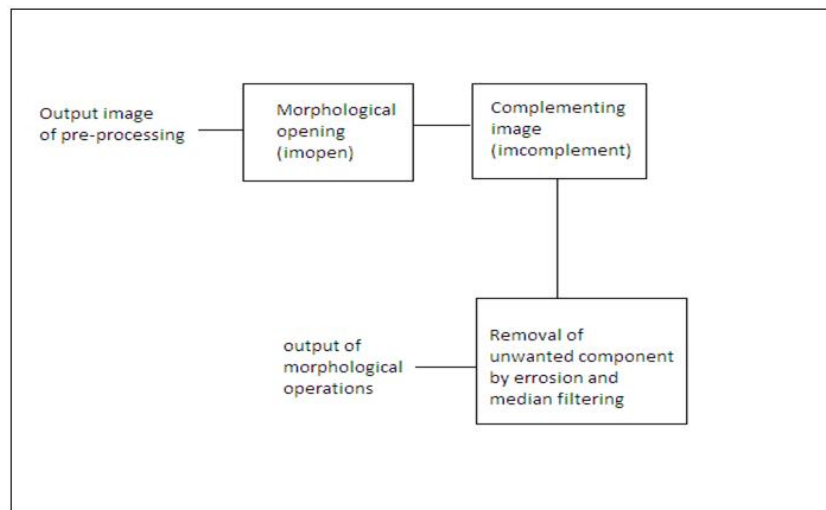 Output image
of pre-processing
Morphological
opening
(imopen)
Complementing
image
(imcomplement)
Removal of
unwanted component
by errosion and
median filtering
output of
morphological
operations